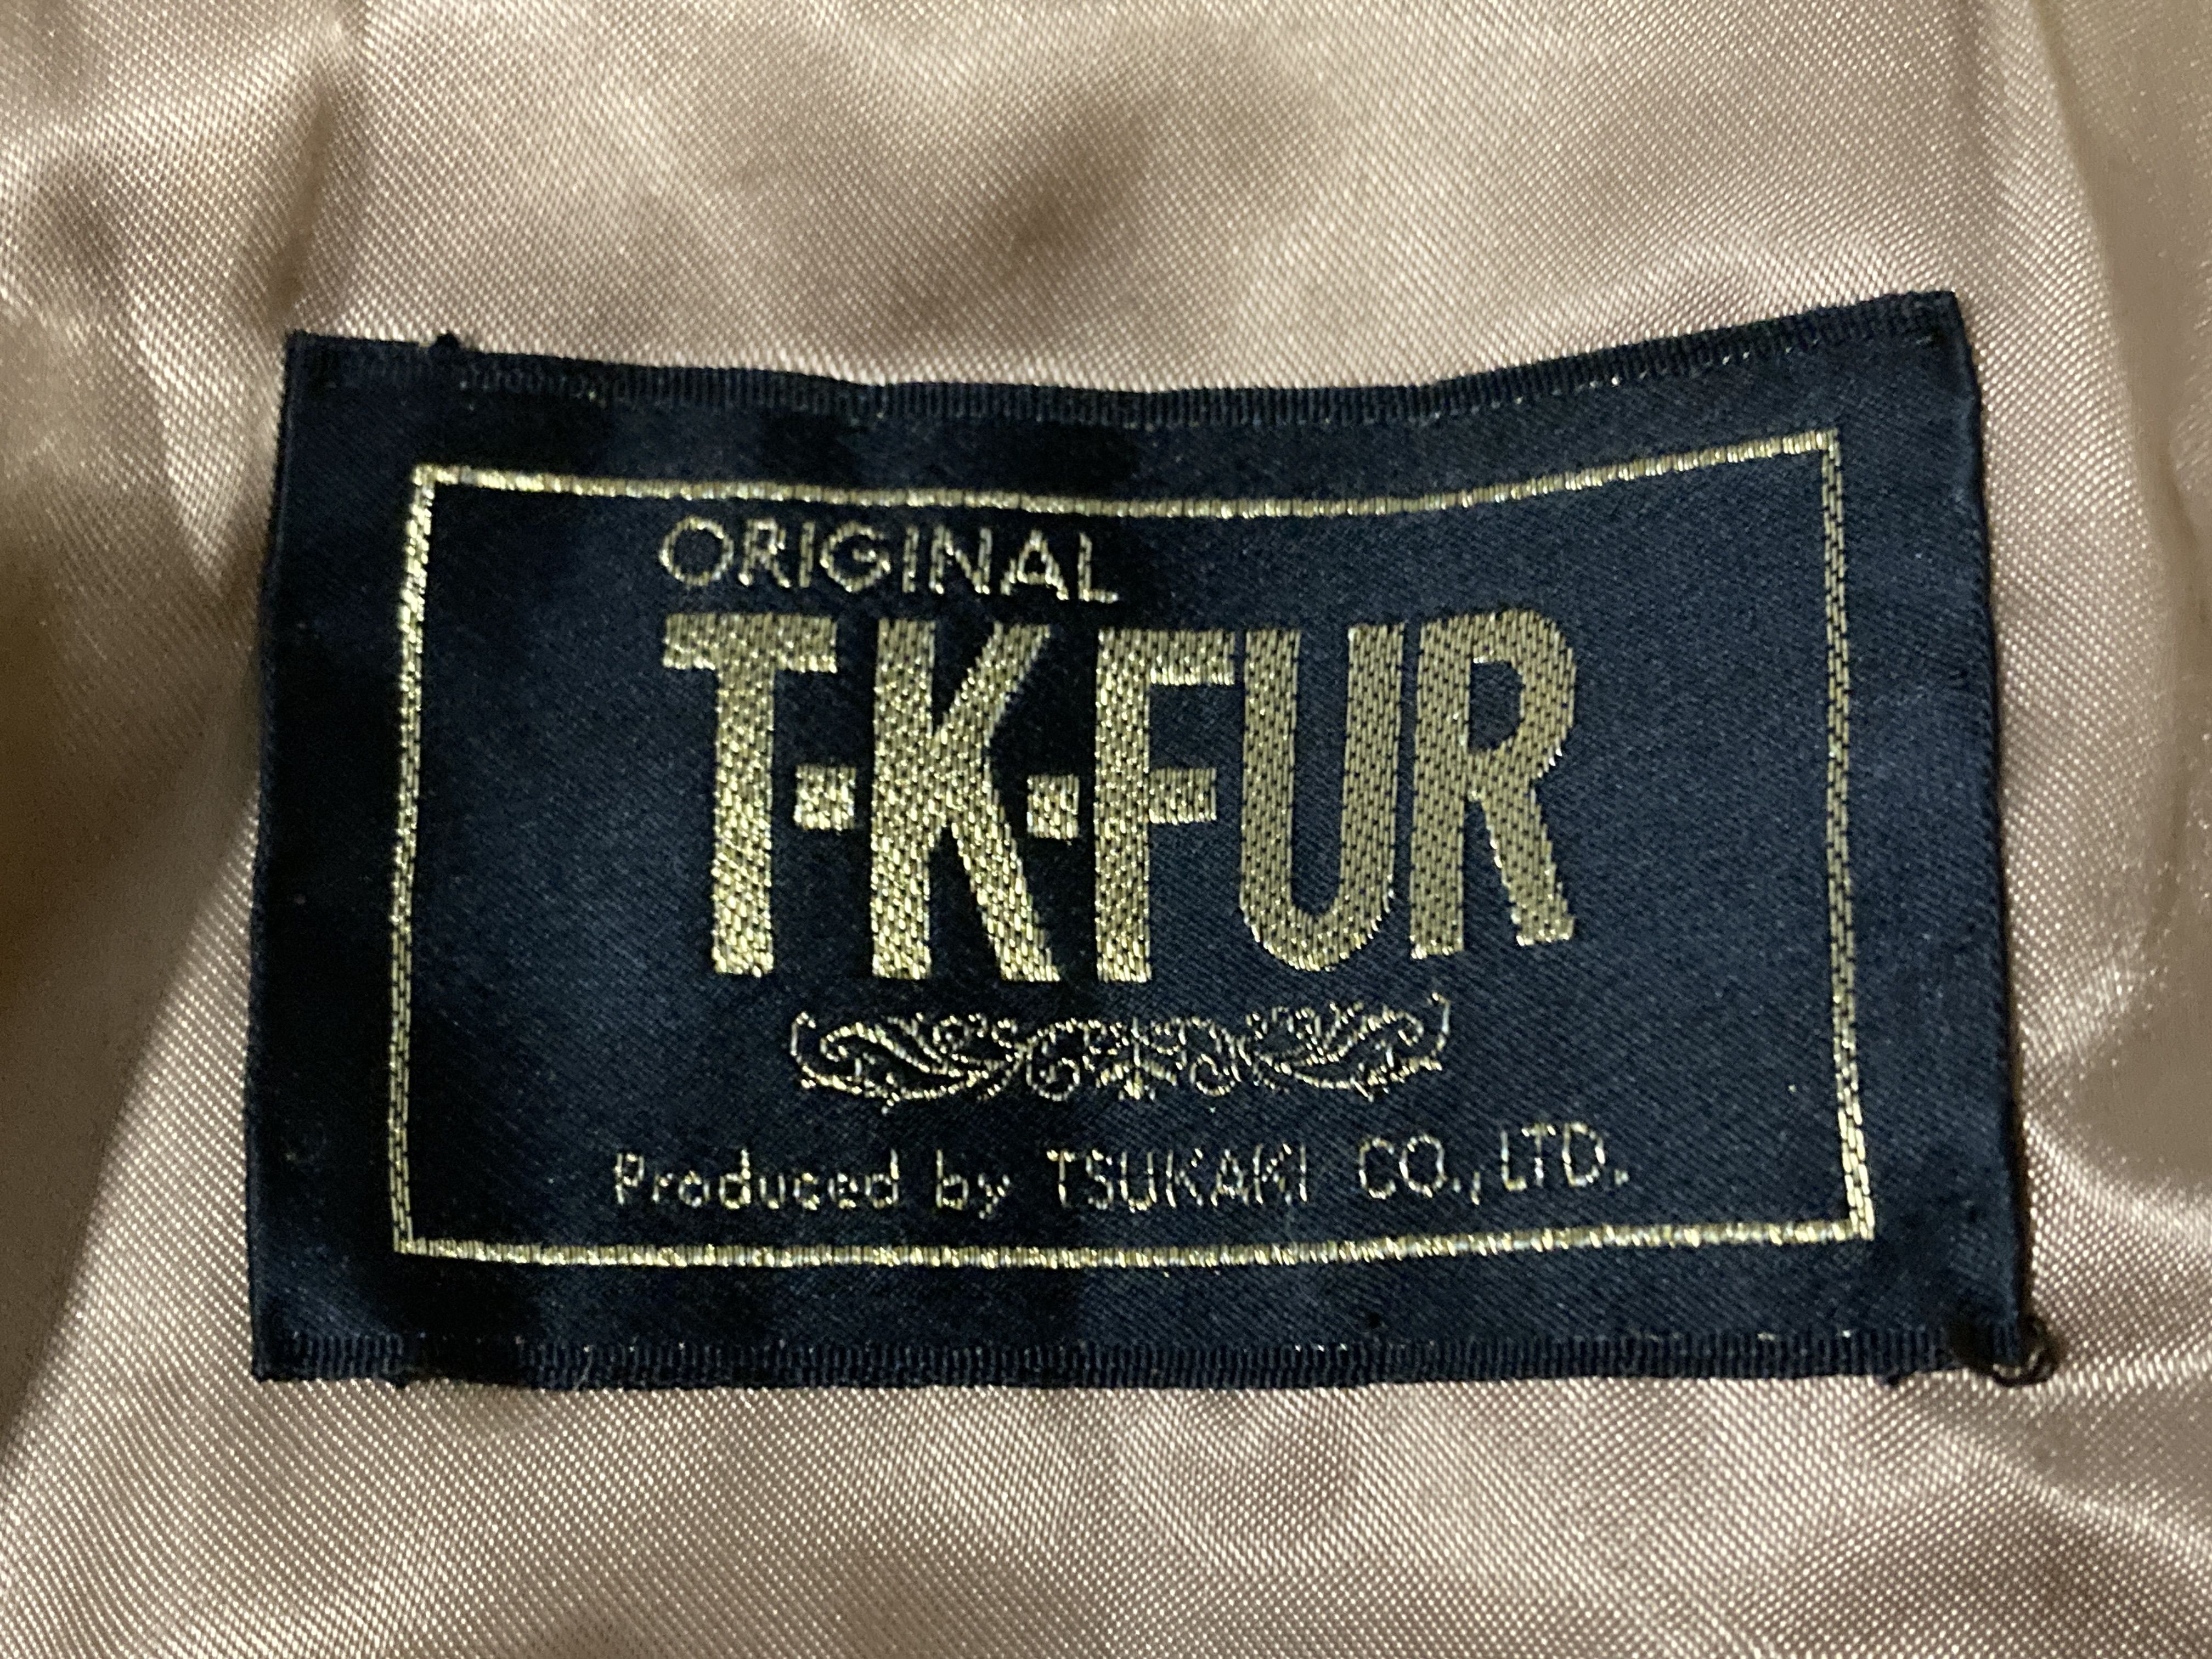 ORIGINAL
T·K·FUR
Produced by TSUKAKI CO., LTD.